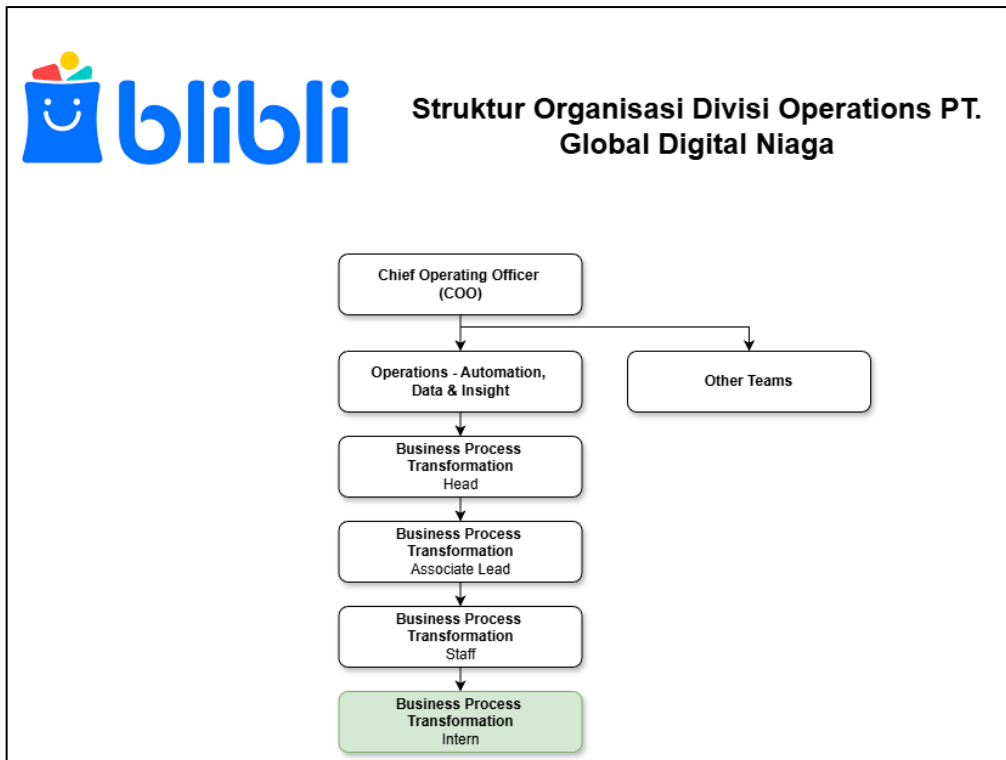 blibli
Struktur Organisasi Divisi Operations PT.
Global Digital Niaga
Chief Operating Officer
(COO)
Operations - Automation,
Data & Insight
Other Teams
Business Process
Transformation
Head
Business Process
Transformation
Associate Lead
Business Process
Transformation
Staff
Business Process
Transformation
Intern